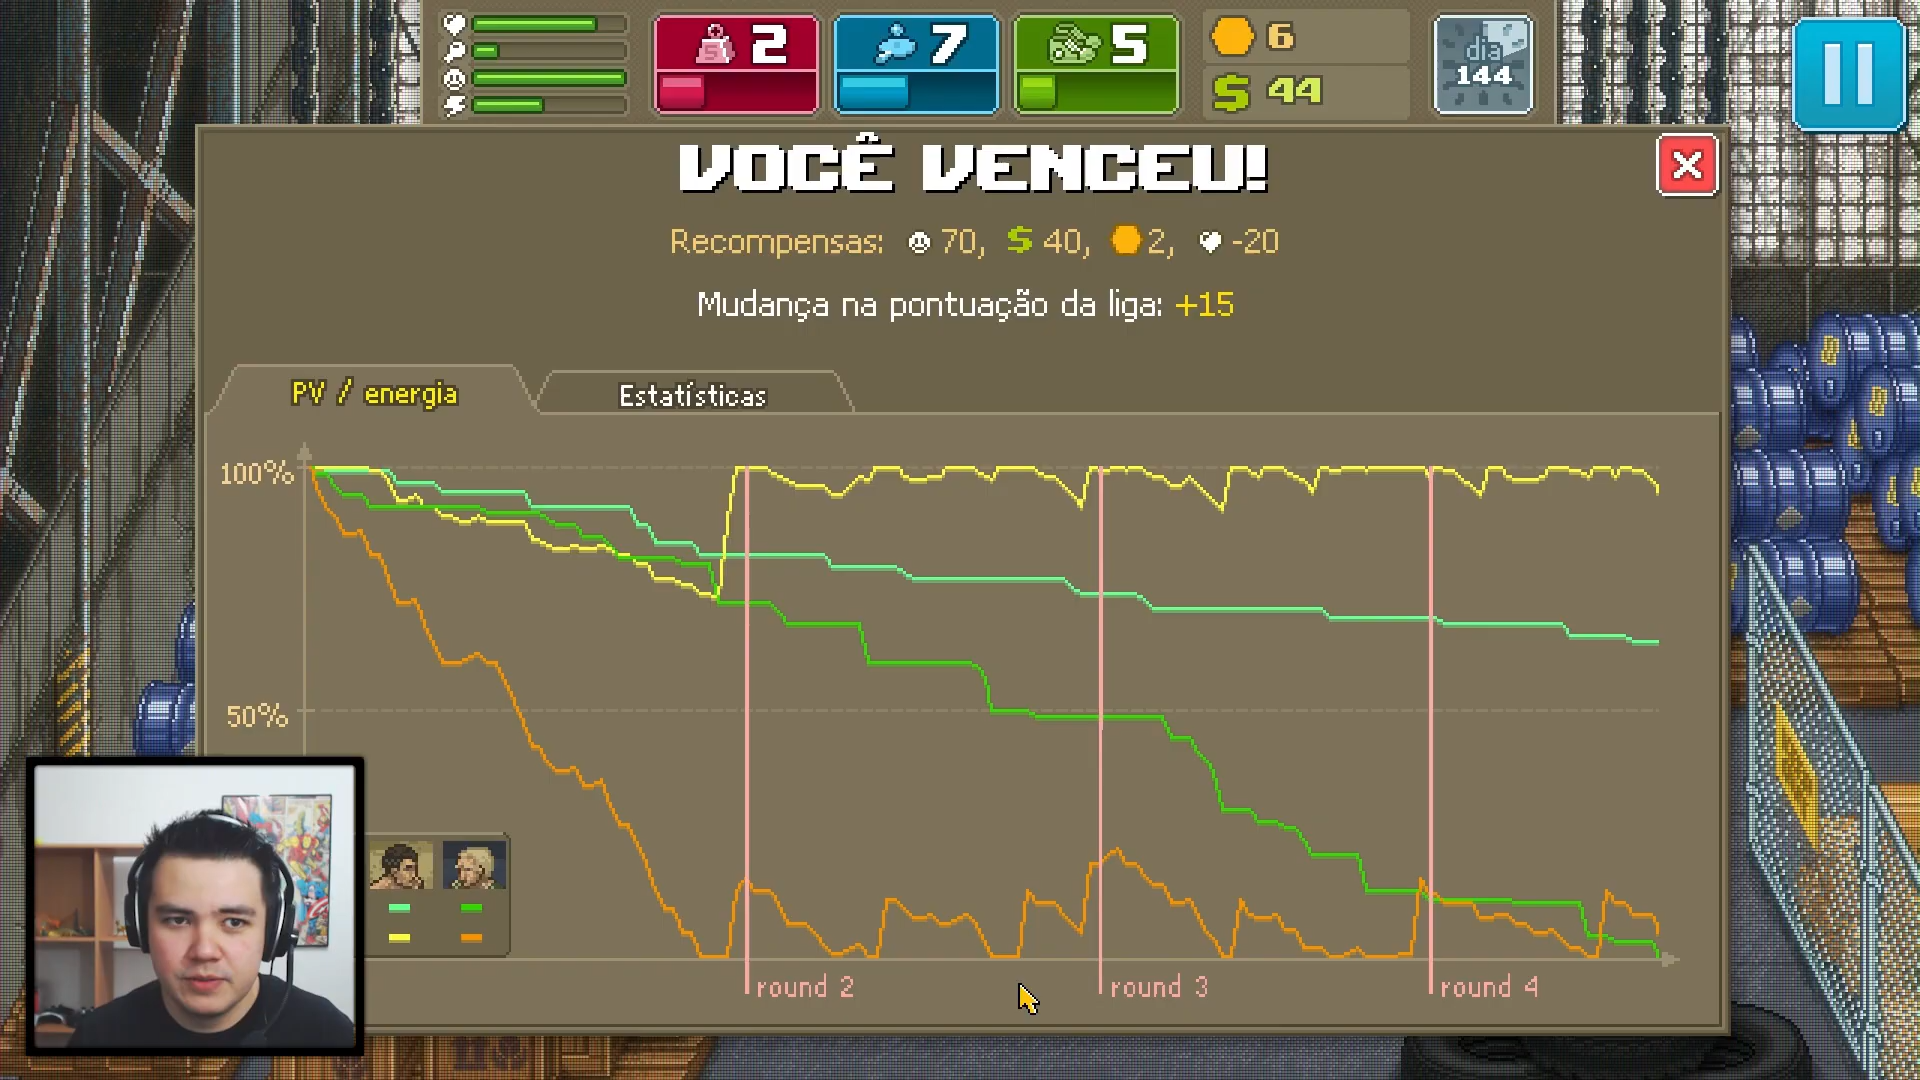 2
7
5
6
$ 44
dia
144
VOCÊ VENCEU!
Recompensas: 70, $ 40, 2, -20
Mudança na pontuação da liga: +15
PV / energia
Estatísticas
100%
50%
round 2
round 3
round 4